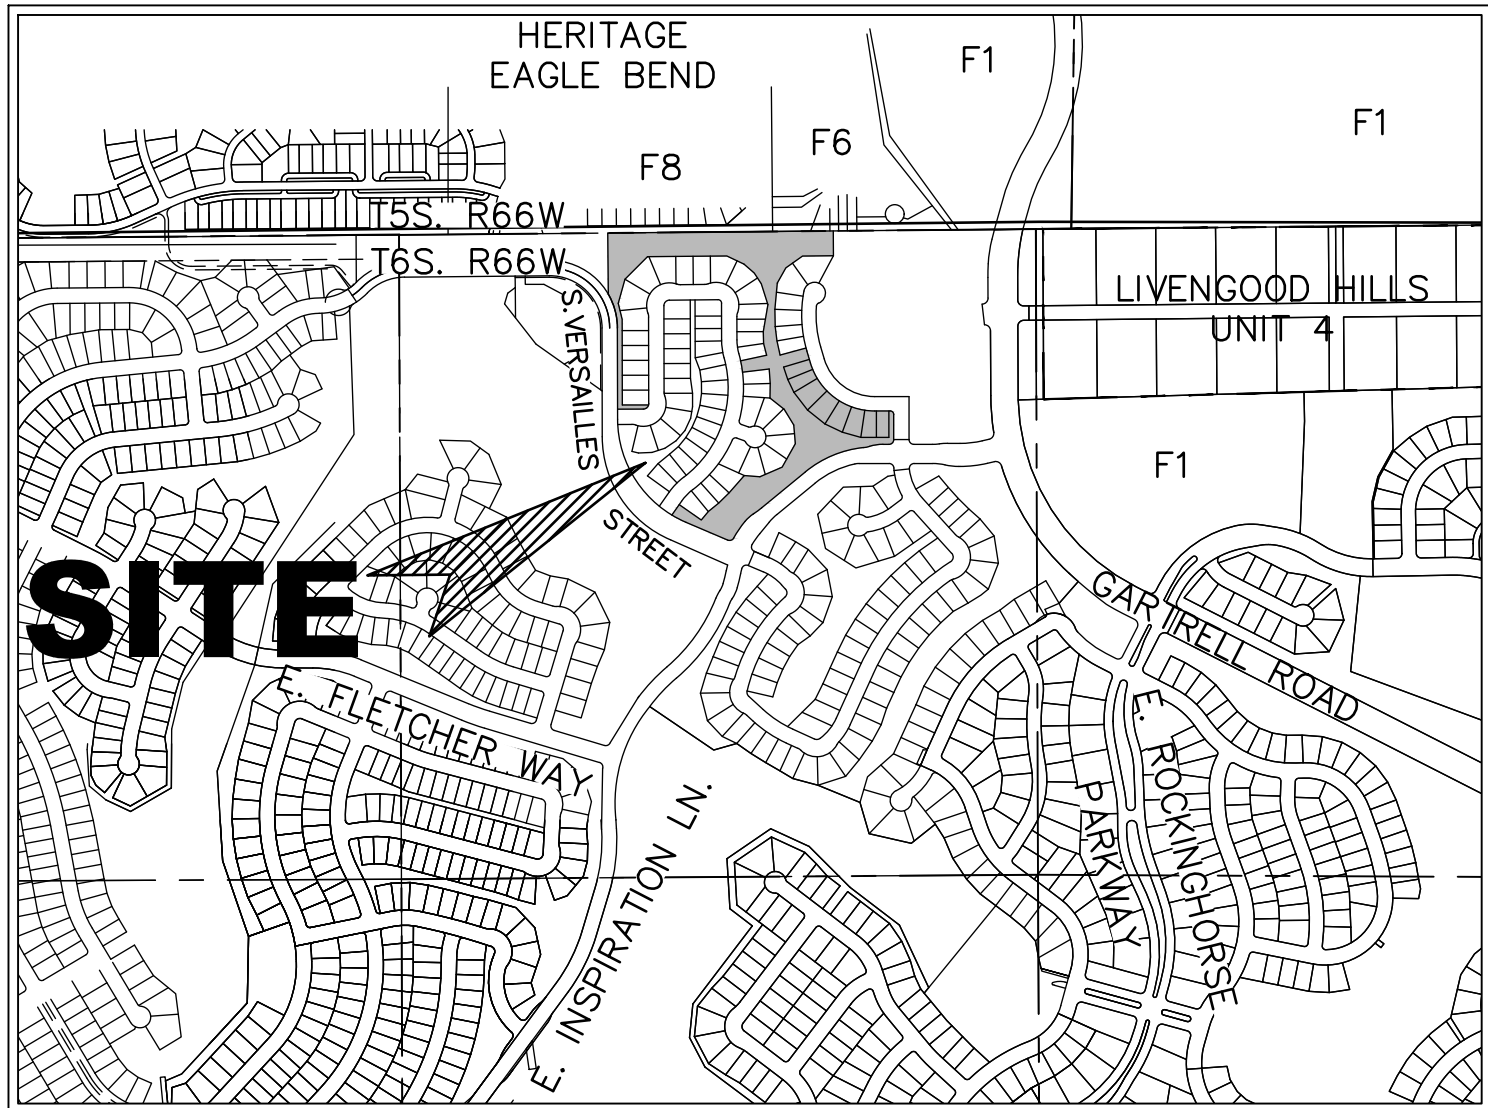 HERITAGE
EAGLE BEND
F1
F1
F6
F8
T5S. R66W
T6S. R66W
LIVENGOOD HILLS
UNIT 4
S. VERSAILLES
STREET
F1
SITE
GARTRELL ROAD
E. FLETCHER WAY
E. ROCKINGHORSE
PARKWAY
E. INSPIRATION LN.